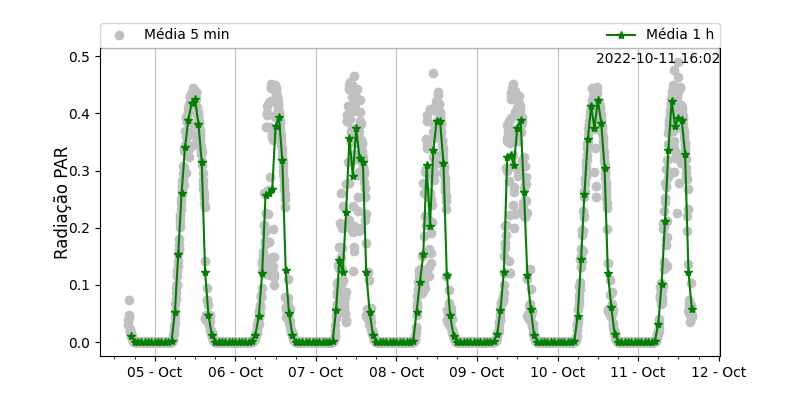 Média 5 min
Média 1 h
2022-10-11 16:02
Radiação PAR
0.5
0.4
0.3
0.2
0.1
0.0
05 - Oct
06 - Oct
07 - Oct
08 - Oct
09 - Oct
10 - Oct
11 - Oct
12 - Oct